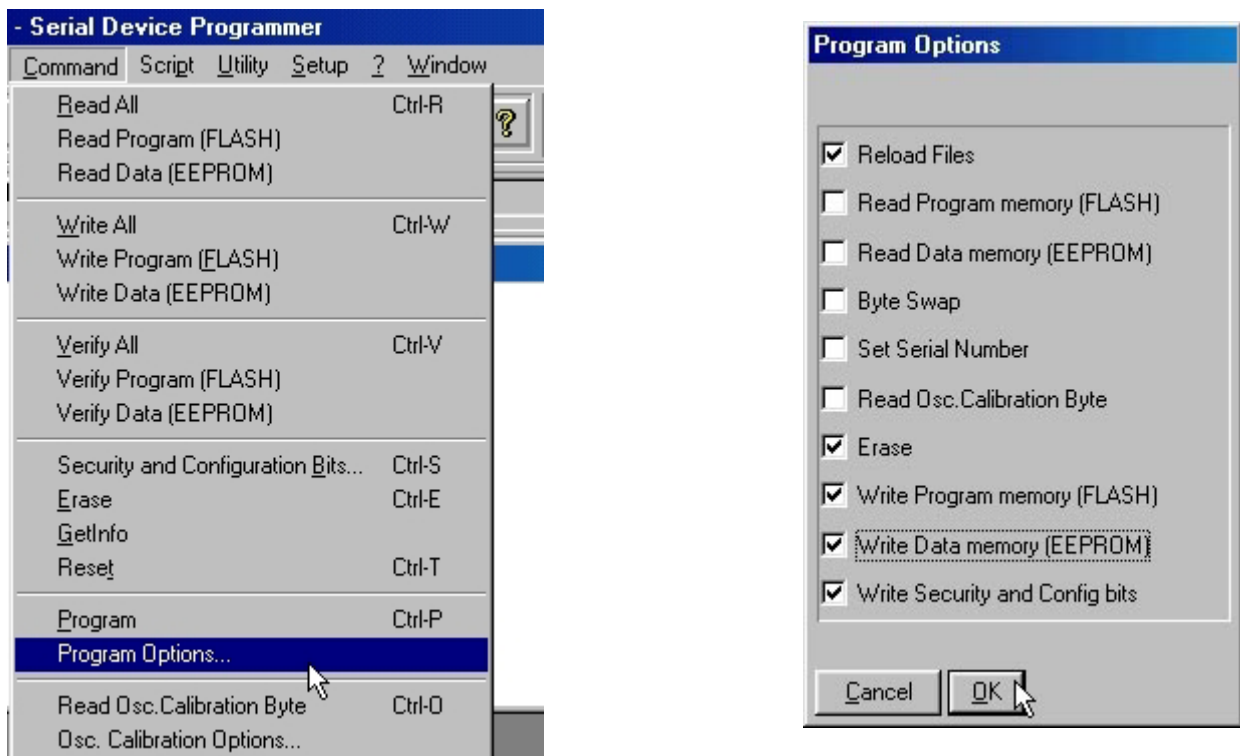 - Serial Device Programmer
Command Script Utility Setup ? Window
Read All Ctrl-R
Read Program (FLASH)
Read Data (EEPROM)
Write All Ctrl-W
Write Program (FLASH)
Write Data (EEPROM)
Verify All Ctrl-V
Verify Program (FLASH)
Verify Data (EEPROM)
Security and Configuration Bits... Ctrl-S
Erase Ctrl-E
GetInfo
Reset Ctrl-T
Program Ctrl-P
Program Options...
Read Osc.Calibration Byte Ctrl-O
Osc. Calibration Options...
Program Options
Reload Files
Read Program memory (FLASH)
Read Data memory (EEPROM)
Byte Swap
Set Serial Number
Read Osc.Calibration Byte
Erase
Write Program memory (FLASH)
Write Data memory (EEPROM)
Write Security and Config bits
Cancel OK